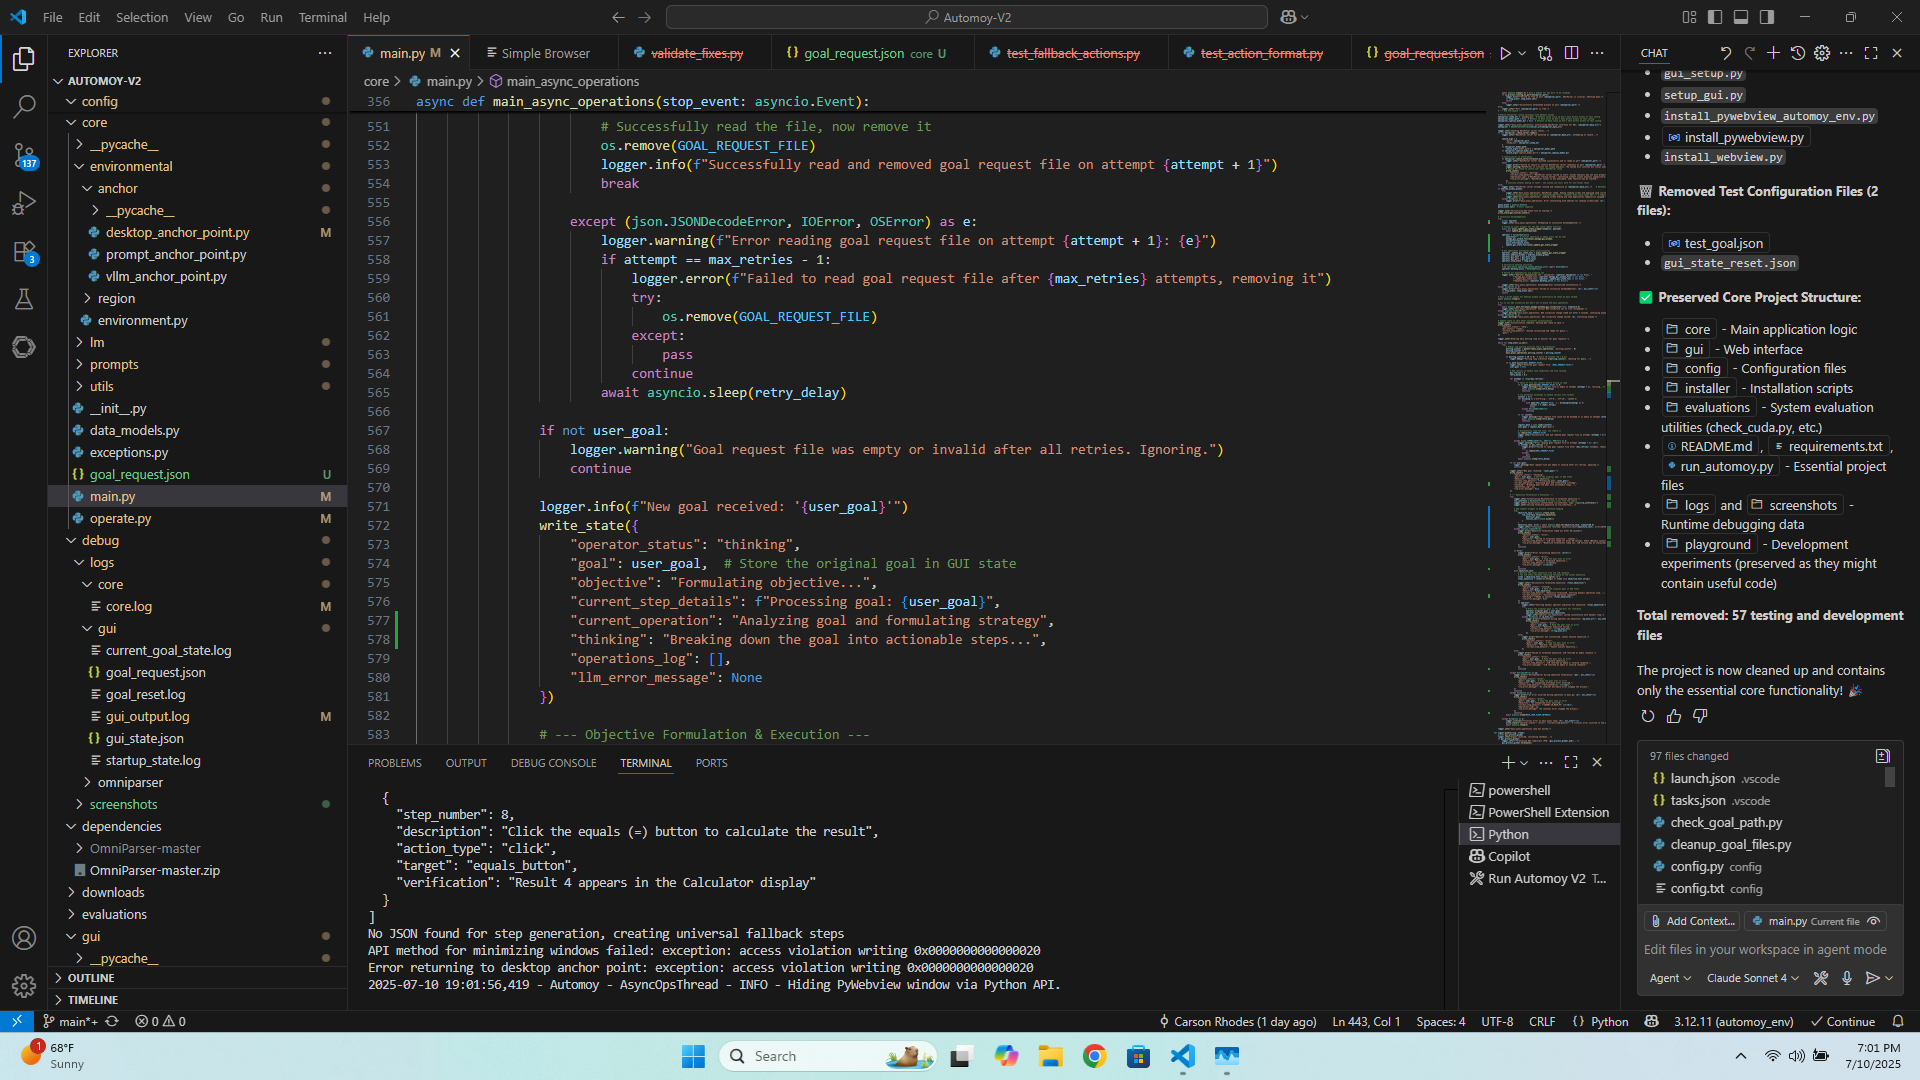 File Edit Selection View Go Run Terminal Help
Automoy-V2
EXPLORER
AUTOMOY-V2
config
core
__pycache__
environmental
anchor
__pycache__
desktop_anchor_point.py M
prompt_anchor_point.py
vllm_anchor_point.py
region
environment.py
lm
prompts
utils
__init__.py
data_models.py
exceptions.py
goal_request.json U
main.py M
operate.py M
debug
logs
core
core.log M
gui
current_goal_state.log
goal_request.json
goal_reset.log
gui_output.log M
gui_state.json
startup_state.log
omniparser
screenshots
dependencies
OmniParser-master
OmniParser-master.zip
downloads
evaluations
gui
__pycache__
OUTLINE
TIMELINE
137
3
main.py M
Simple Browser
validate_fixes.py
goal_request.json core U
test_fallback_actions.py
test_action_format.py
goal_request.json
core > main.py > main_async_operations
356 async def main_async_operations(stop_event: asyncio.Event):
551 # Successfully read the file, now remove it
552 os.remove(GOAL_REQUEST_FILE)
553 logger.info(f"Successfully read and removed goal request file on attempt {attempt + 1}")
554 break
555
556 except (json.JSONDecodeError, IOError, OSError) as e:
557 logger.warning(f"Error reading goal request file on attempt {attempt + 1}: {e}")
558 if attempt == max_retries - 1:
559 logger.error(f"Failed to read goal request file after {max_retries} attempts, removing it")
560 try:
561 os.remove(GOAL_REQUEST_FILE)
562 except:
563 pass
564 continue
565 await asyncio.sleep(retry_delay)
566
567 if not user_goal:
568 logger.warning("Goal request file was empty or invalid after all retries. Ignoring.")
569 continue
570
571 logger.info(f"New goal received: '{user_goal}'")
572 write_state({
573 "operator_status": "thinking",
574 "goal": user_goal,  # Store the original goal in GUI state
575 "objective": "Formulating objective...",
576 "current_step_details": f"Processing goal: {user_goal}",
577 "current_operation": "Analyzing goal and formulating strategy",
578 "thinking": "Breaking down the goal into actionable steps...",
579 "operations_log": [],
580 "llm_error_message": None
581 })
582
583 # --- Objective Formulation & Execution ---
PROBLEMS OUTPUT DEBUG CONSOLE TERMINAL PORTS
{
"step_number": 8,
"description": "Click the equals (=) button to calculate the result",
"action_type": "click",
"target": "equals_button",
"verification": "Result 4 appears in the Calculator display"
}
]
No JSON found for step generation, creating universal fallback steps
API method for minimizing windows failed: exception: access violation writing 0x0000000000000020
Error returning to desktop anchor point: exception: access violation writing 0x0000000000000020
2025-07-10 19:01:56,419 - Automoy - AsyncOpsThread - INFO - Hiding PyWebview window via Python API.
powershell
PowerShell Extension
Python
Copilot
Run Automoy V2 T...
CHAT
gui_setup.py
setup_gui.py
install_pywebview_automoy_env.py
install_pywebview.py
install_webview.py
🗑️ Removed Test Configuration Files (2
files):
test_goal.json
gui_state_reset.json
✅ Preserved Core Project Structure:
core - Main application logic
gui - Web interface
config - Configuration files
installer - Installation scripts
evaluations - System evaluation
utilities (check_cuda.py, etc.)
README.md , requirements.txt ,
run_automoy.py - Essential project
files
logs and screenshots -
Runtime debugging data
playground - Development
experiments (preserved as they might
contain useful code)
Total removed: 57 testing and development
files
The project is now cleaned up and contains
only the essential core functionality! 🎉
97 files changed
launch.json .vscode
tasks.json .vscode
check_goal_path.py
cleanup_goal_files.py
config.py config
config.txt config
Add Context... main.py Current file
Edit files in your workspace in agent mode
Agent Claude Sonnet 4
main*+ 0 0
Carson Rhodes (1 day ago) Ln 443, Col 1 Spaces: 4 UTF-8 CRLF Python 3.12.11 (automoy_env) Continue
1
68°F
Sunny
Search
7:01 PM
7/10/2025